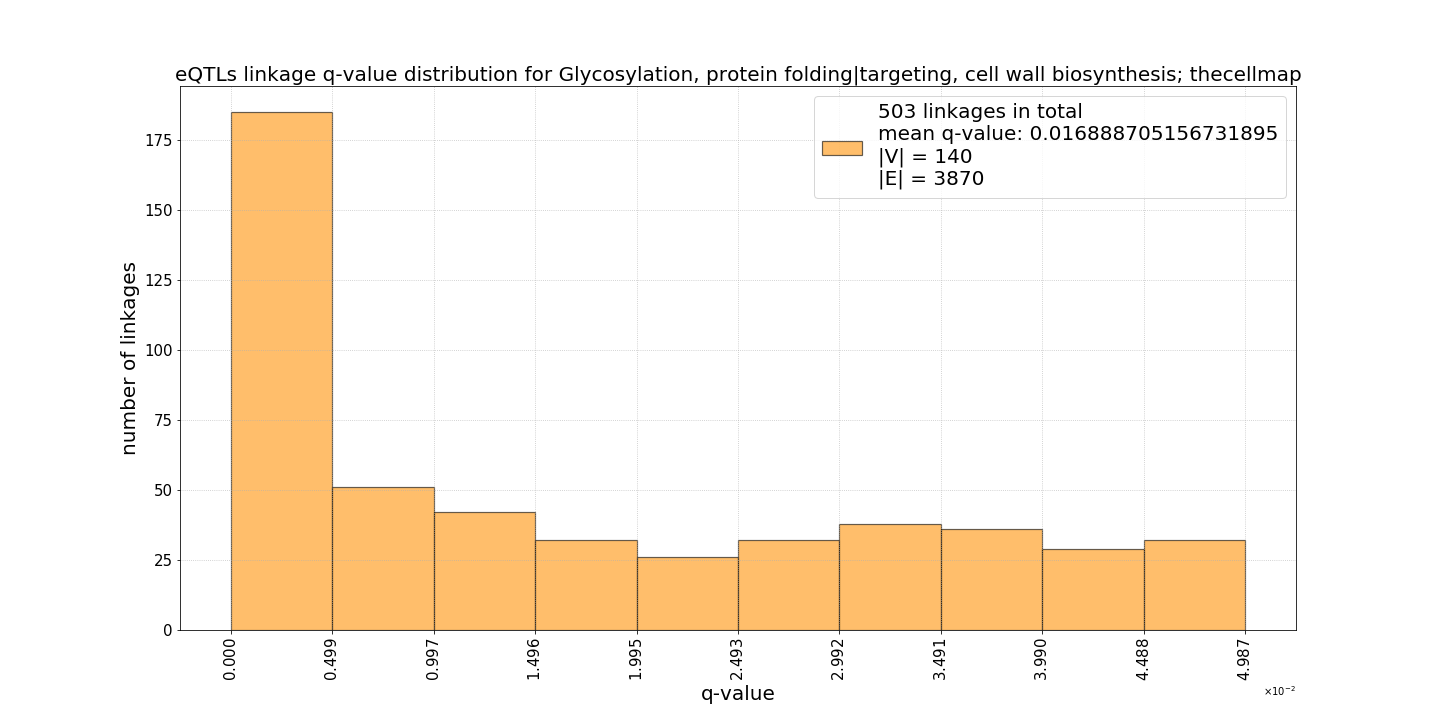 eQTLs linkage q-value distribution for Glycosylation, protein folding|targeting, cell wall biosynthesis; thecellmap
503 linkages in total
mean q-value: 0.016888705156731895
|V| = 140
|E| = 3870
number of linkages
175
150
125
100
75
50
25
0
0.000
0.499
0.997
1.496
1.995
2.493
2.992
3.491
3.990
4.488
4.987
×10⁻²
q-value